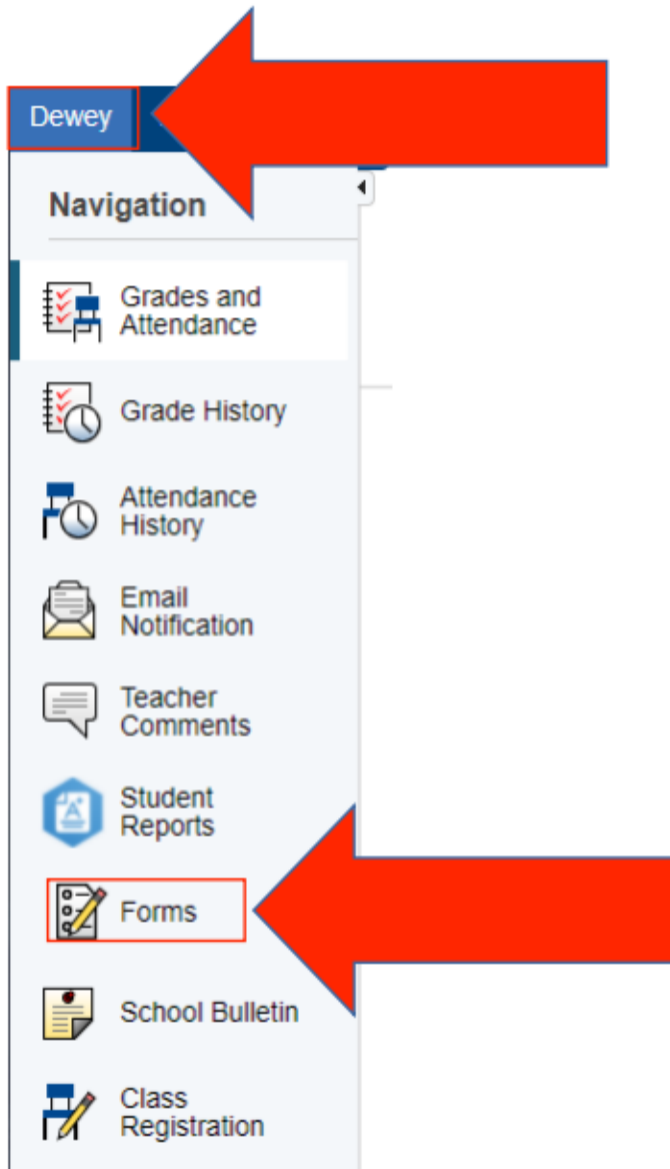 Dewey
Navigation
Grades and
Attendance
Grade History
Attendance
History
Email
Notification
Teacher
Comments
Student
Reports
Forms
School Bulletin
Class
Registration